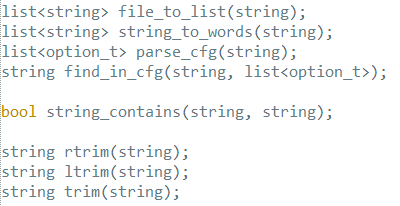 list<string> file_to_list(string);
list<string> string_to_words(string);
list<option_t> parse_cfg(string);
string find_in_cfg(string, list<option_t>);
bool string_contains(string, string);
string rtrim(string);
string ltrim(string);
string trim(string);